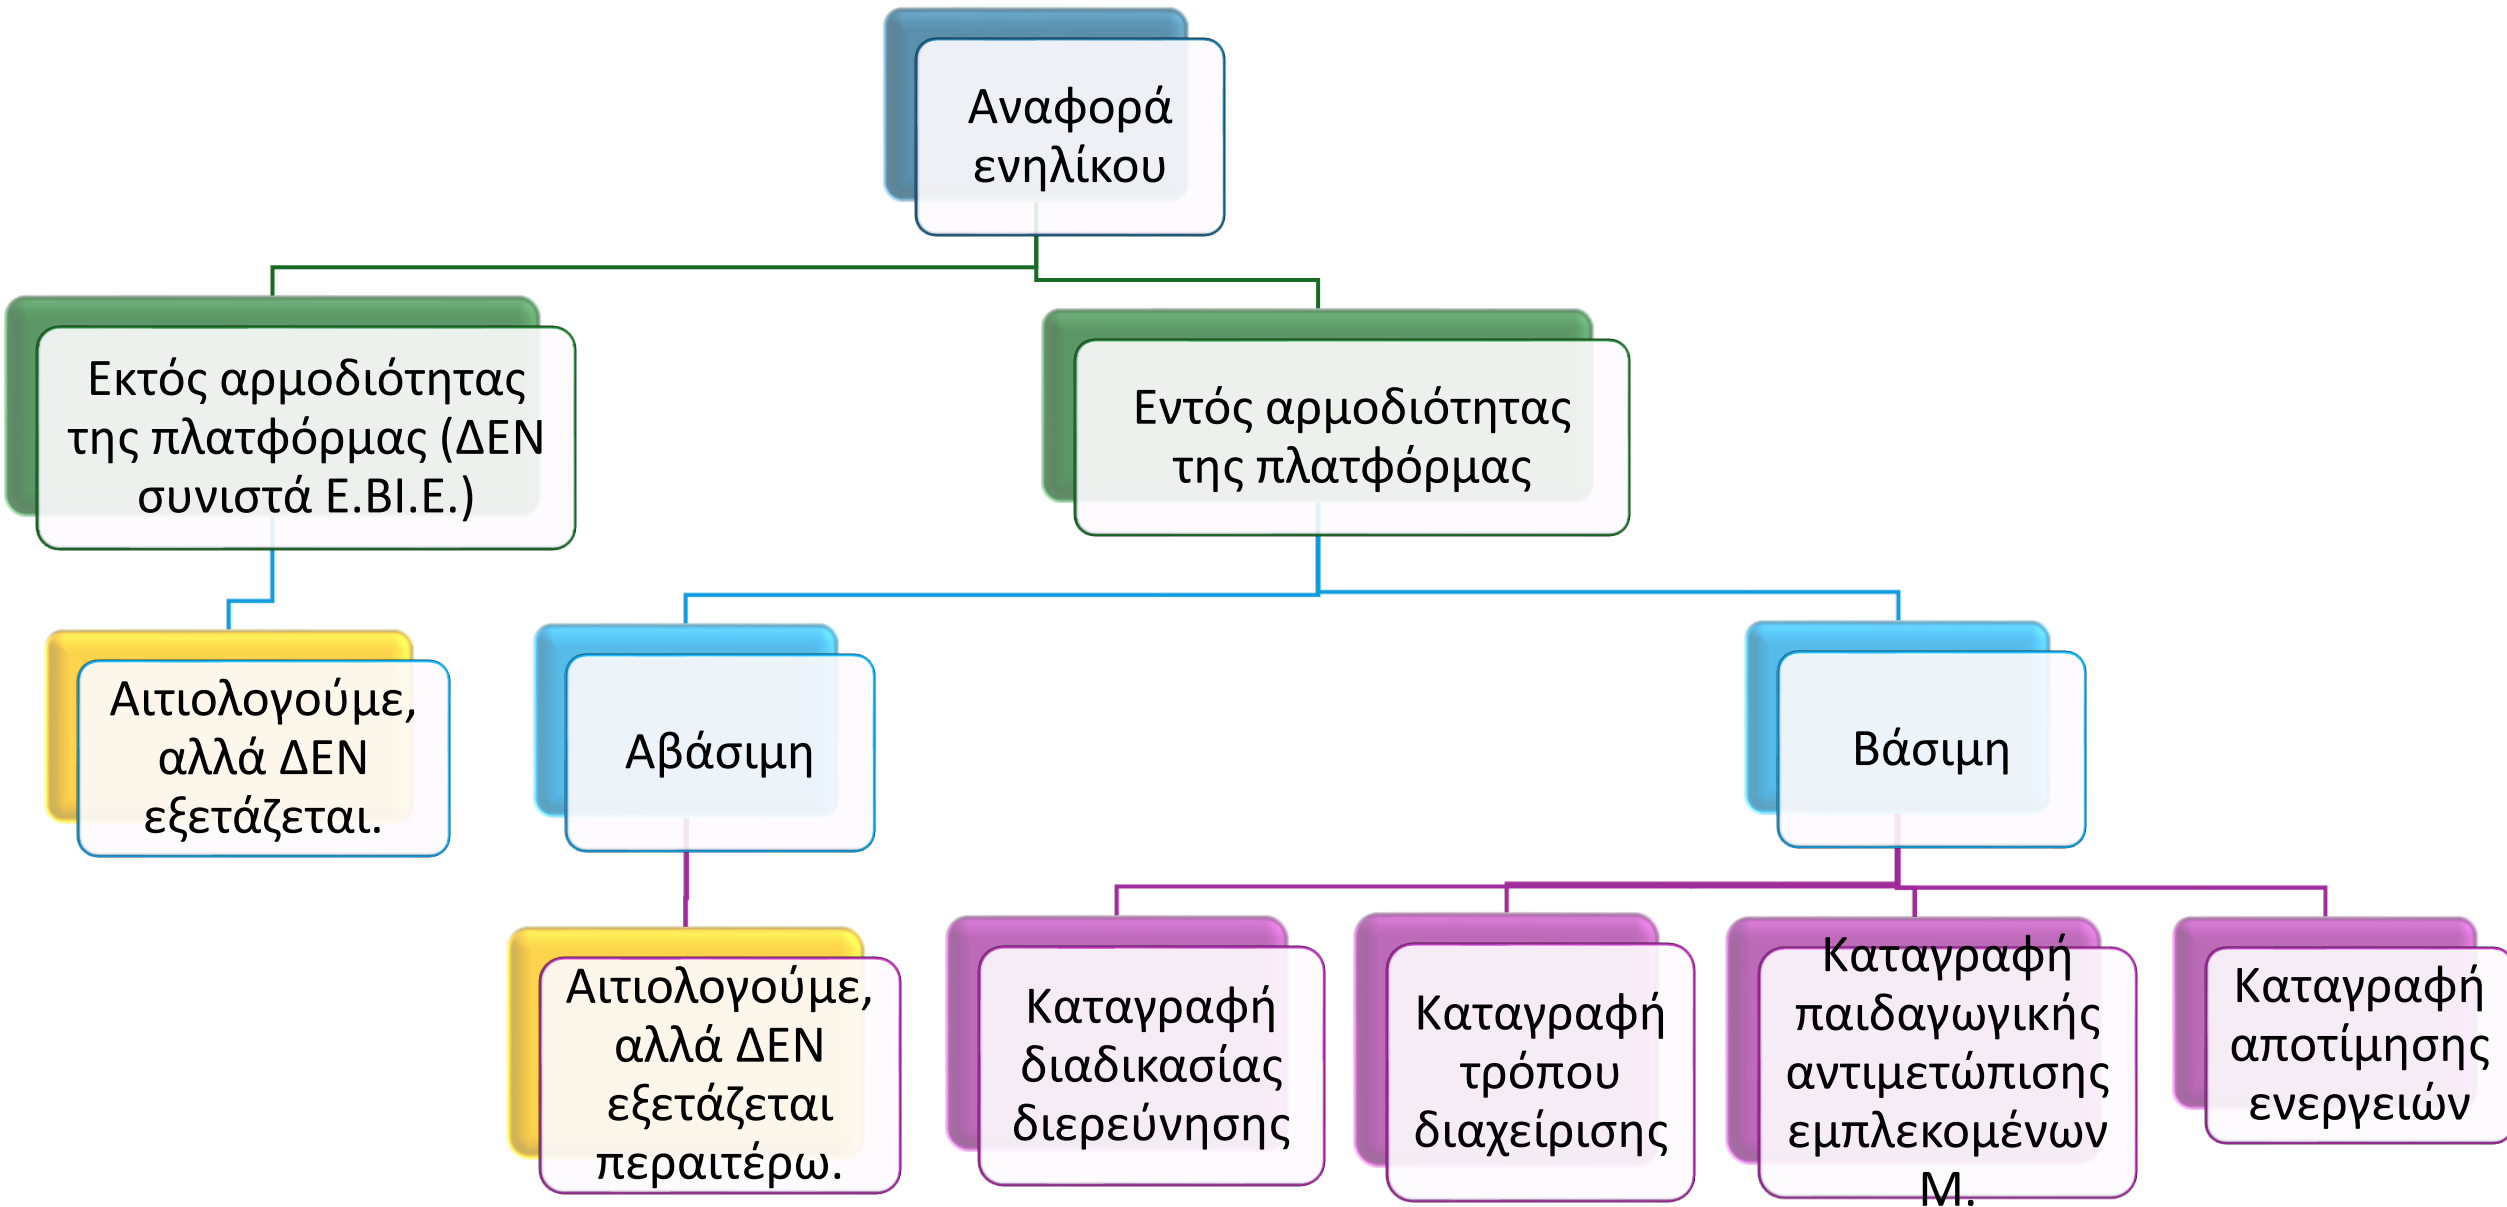 Αναφορά
ενηλίκου
Εκτός αρμοδιότητας
της πλατφόρμας (ΔΕΝ
συνιστά Ε.ΒΙ.Ε.)
Εντός αρμοδιότητας
της πλατφόρμας
Αιτιολογούμε,
αλλά ΔΕΝ
εξετάζεται.
Αβάσιμη
Βάσιμη
Αιτιολογούμε,
αλλά ΔΕΝ
εξετάζεται
περαιτέρω.
Καταγραφή
διαδικασίας
διερεύνησης
Καταγραφή
τρόπου
διαχείρισης
Καταγραφή
παιδαγωγικής
αντιμετώπισης
εμπλεκομένων
Μ.
Καταγραφή
αποτίμησης
ενεργειών